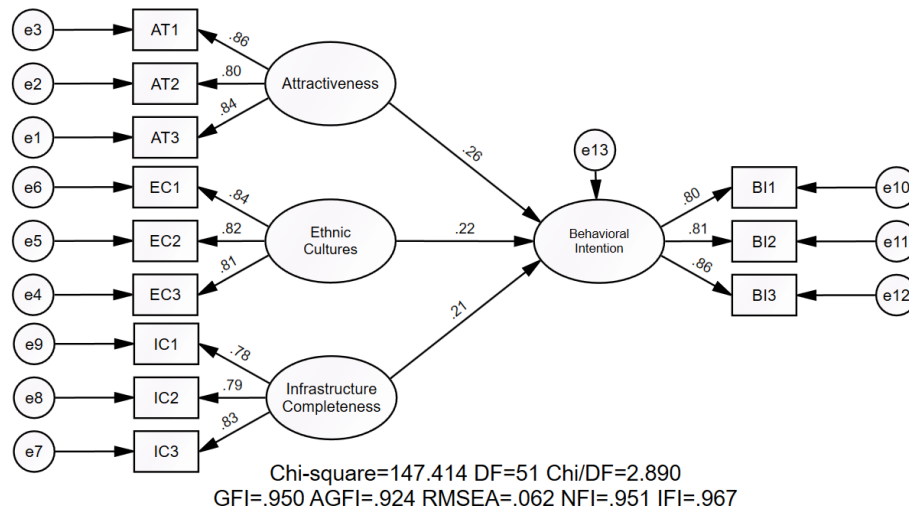 e3 AT1 .86
e2 AT2 .80 Attractiveness
e1 AT3 .84
e13
.26
e6 EC1 .84
BI1 e10 .80
e5 EC2 .82 Ethnic
Cultures
.22
Behavioral
Intention
.81 BI2 e11
e4 EC3 .81
.86 BI3 e12
e9 IC1 .78
.21
e8 IC2 .79 Infrastructure
Completeness
e7 IC3 .83
Chi-square=147.414 DF=51 Chi/DF=2.890
GFI=.950 AGFI=.924 RMSEA=.062 NFI=.951 IFI=.967